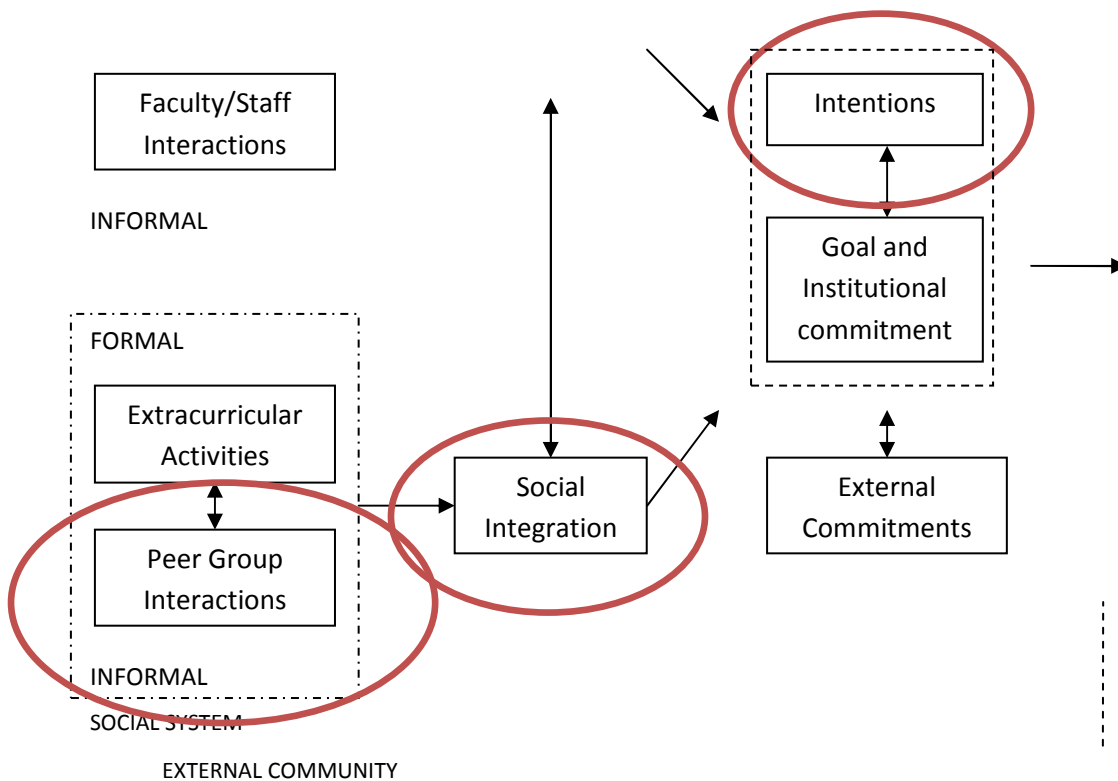 Faculty/Staff
Interactions
INFORMAL
FORMAL
Extracurricular
Activities
Peer Group
Interactions
INFORMAL
SOCIAL SYSTEM
EXTERNAL COMMUNITY
Social
Integration
Intentions
Goal and
Institutional
commitment
External
Commitments